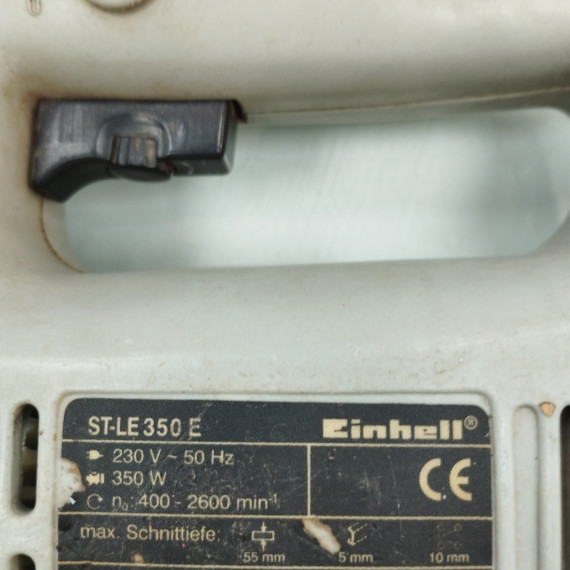 ST-LE 350 E
Einhell®
230 V ~ 50 Hz
350 W
CE
n₀: 400 - 2600 min⁻¹
max. Schnittiefe:
55 mm
5 mm
10 mm